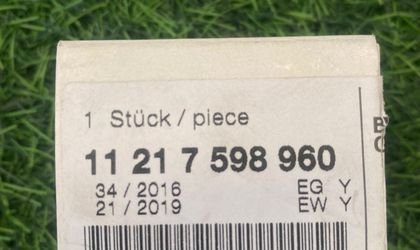 1 Stück / piece
11 21 7 598 960
34 / 2016 EG Y
21 / 2019 EW Y